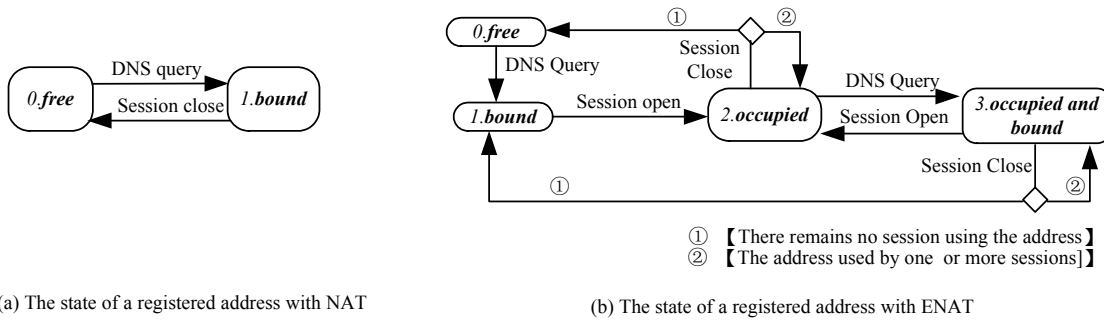 0.free
DNS query
Session close
1.bound
①
②
0.free
Session
Close
DNS Query
DNS Query
1.bound
Session open
2.occupied
Session Open
3.occupied and
bound
Session Close
①
②
① 【There remains no session using the address】
② 【The address used by one or more sessions]】
a) The state of a registered address with NAT
(b) The state of a registered address with ENAT